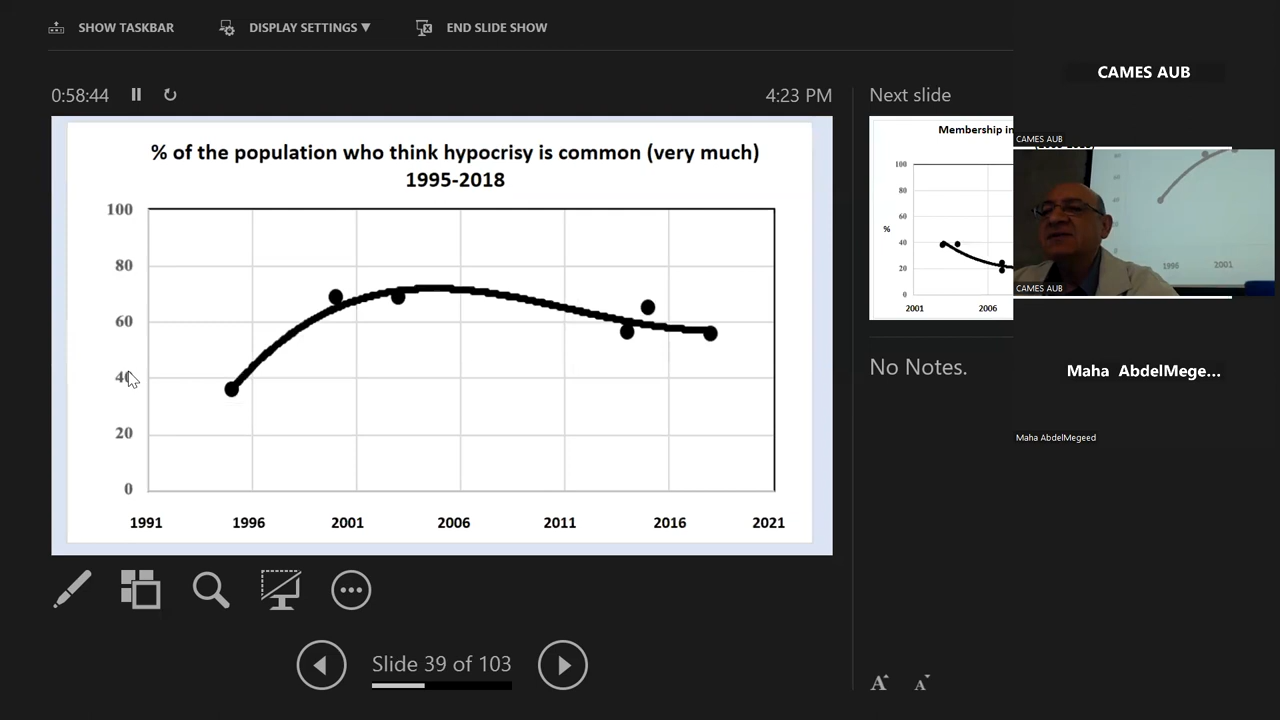 SHOW TASKBAR
DISPLAY SETTINGS ▼
END SLIDE SHOW
0:58:44
4:23 PM
Next slide
% of the population who think hypocrisy is common (very much)
1995-2018
100
80
60
40
20
0
1991 1996 2001 2006 2011 2016 2021
Membership in
100
80
60
%
40
20
0
2001 2006
No Notes.
Slide 39 of 103
A A
CAMES AUB
CAMES AUB
1996 2001
CAMES AUB
Maha AbdelMege...
Maha AbdelMegeed